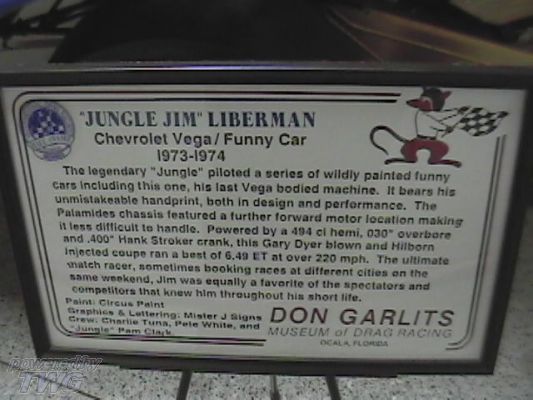 "JUNGLE JIM" LIBERMAN
Chevrolet Vega/Funny Car
1973-1974
The legendary "Jungle" piloted a series of wildly painted funny
cars including this one, his last Vega bodied machine. It bears his
unmistakeable handprint, both in design and performance. The
Palamides chassis featured a further forward motor location making
it less difficult to handle. Powered by a 494 ci hemi, .030" overbore
and .400" Hank Stroker crank, this Gary Dyer blown and Hilborn
injected coupe ran a best of 6.49 ET at over 220 mph. The ultimate
match racer, sometimes booking races at different cities on the
same weekend, Jim was equally a favorite of the spectators and
competitors that knew him throughout his short life.
Paint: Circus Paint
Graphics & Lettering: Mister J Signs
Crew: Charlie Tuna, Pete White, and
"Jungle" Pam Clark.
DON GARLITS
MUSEUM of DRAG RACING
OCALA, FLORIDA
powered by
TWG